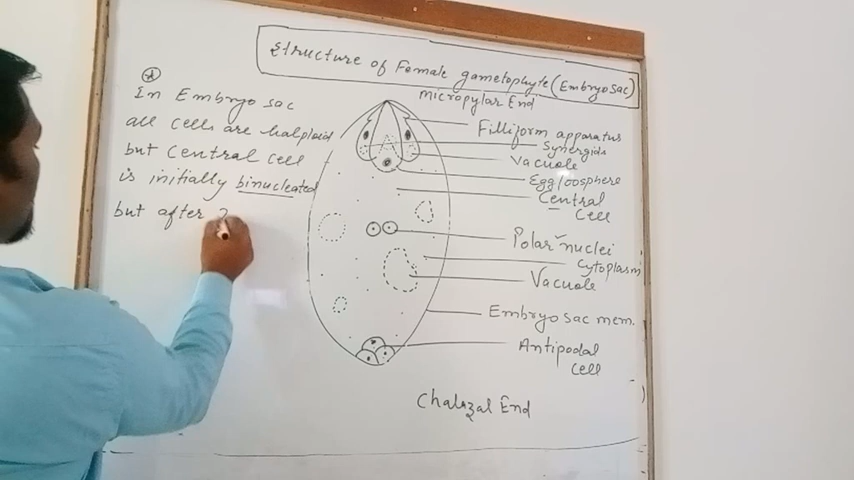 Structure of Female gametophyte (Embryo sac)
In Embryo sac
all cells are halploid
but Central cell
is initially binucleated
but after
Micropylar End
Filliform apparatus
Synergids
Vacuole
Egg/oosphere
Central
Cell
Polar nuclei
Cytoplasm
Vacuole
Embryo sac mem.
Antipodal
Cell
Chalazal End